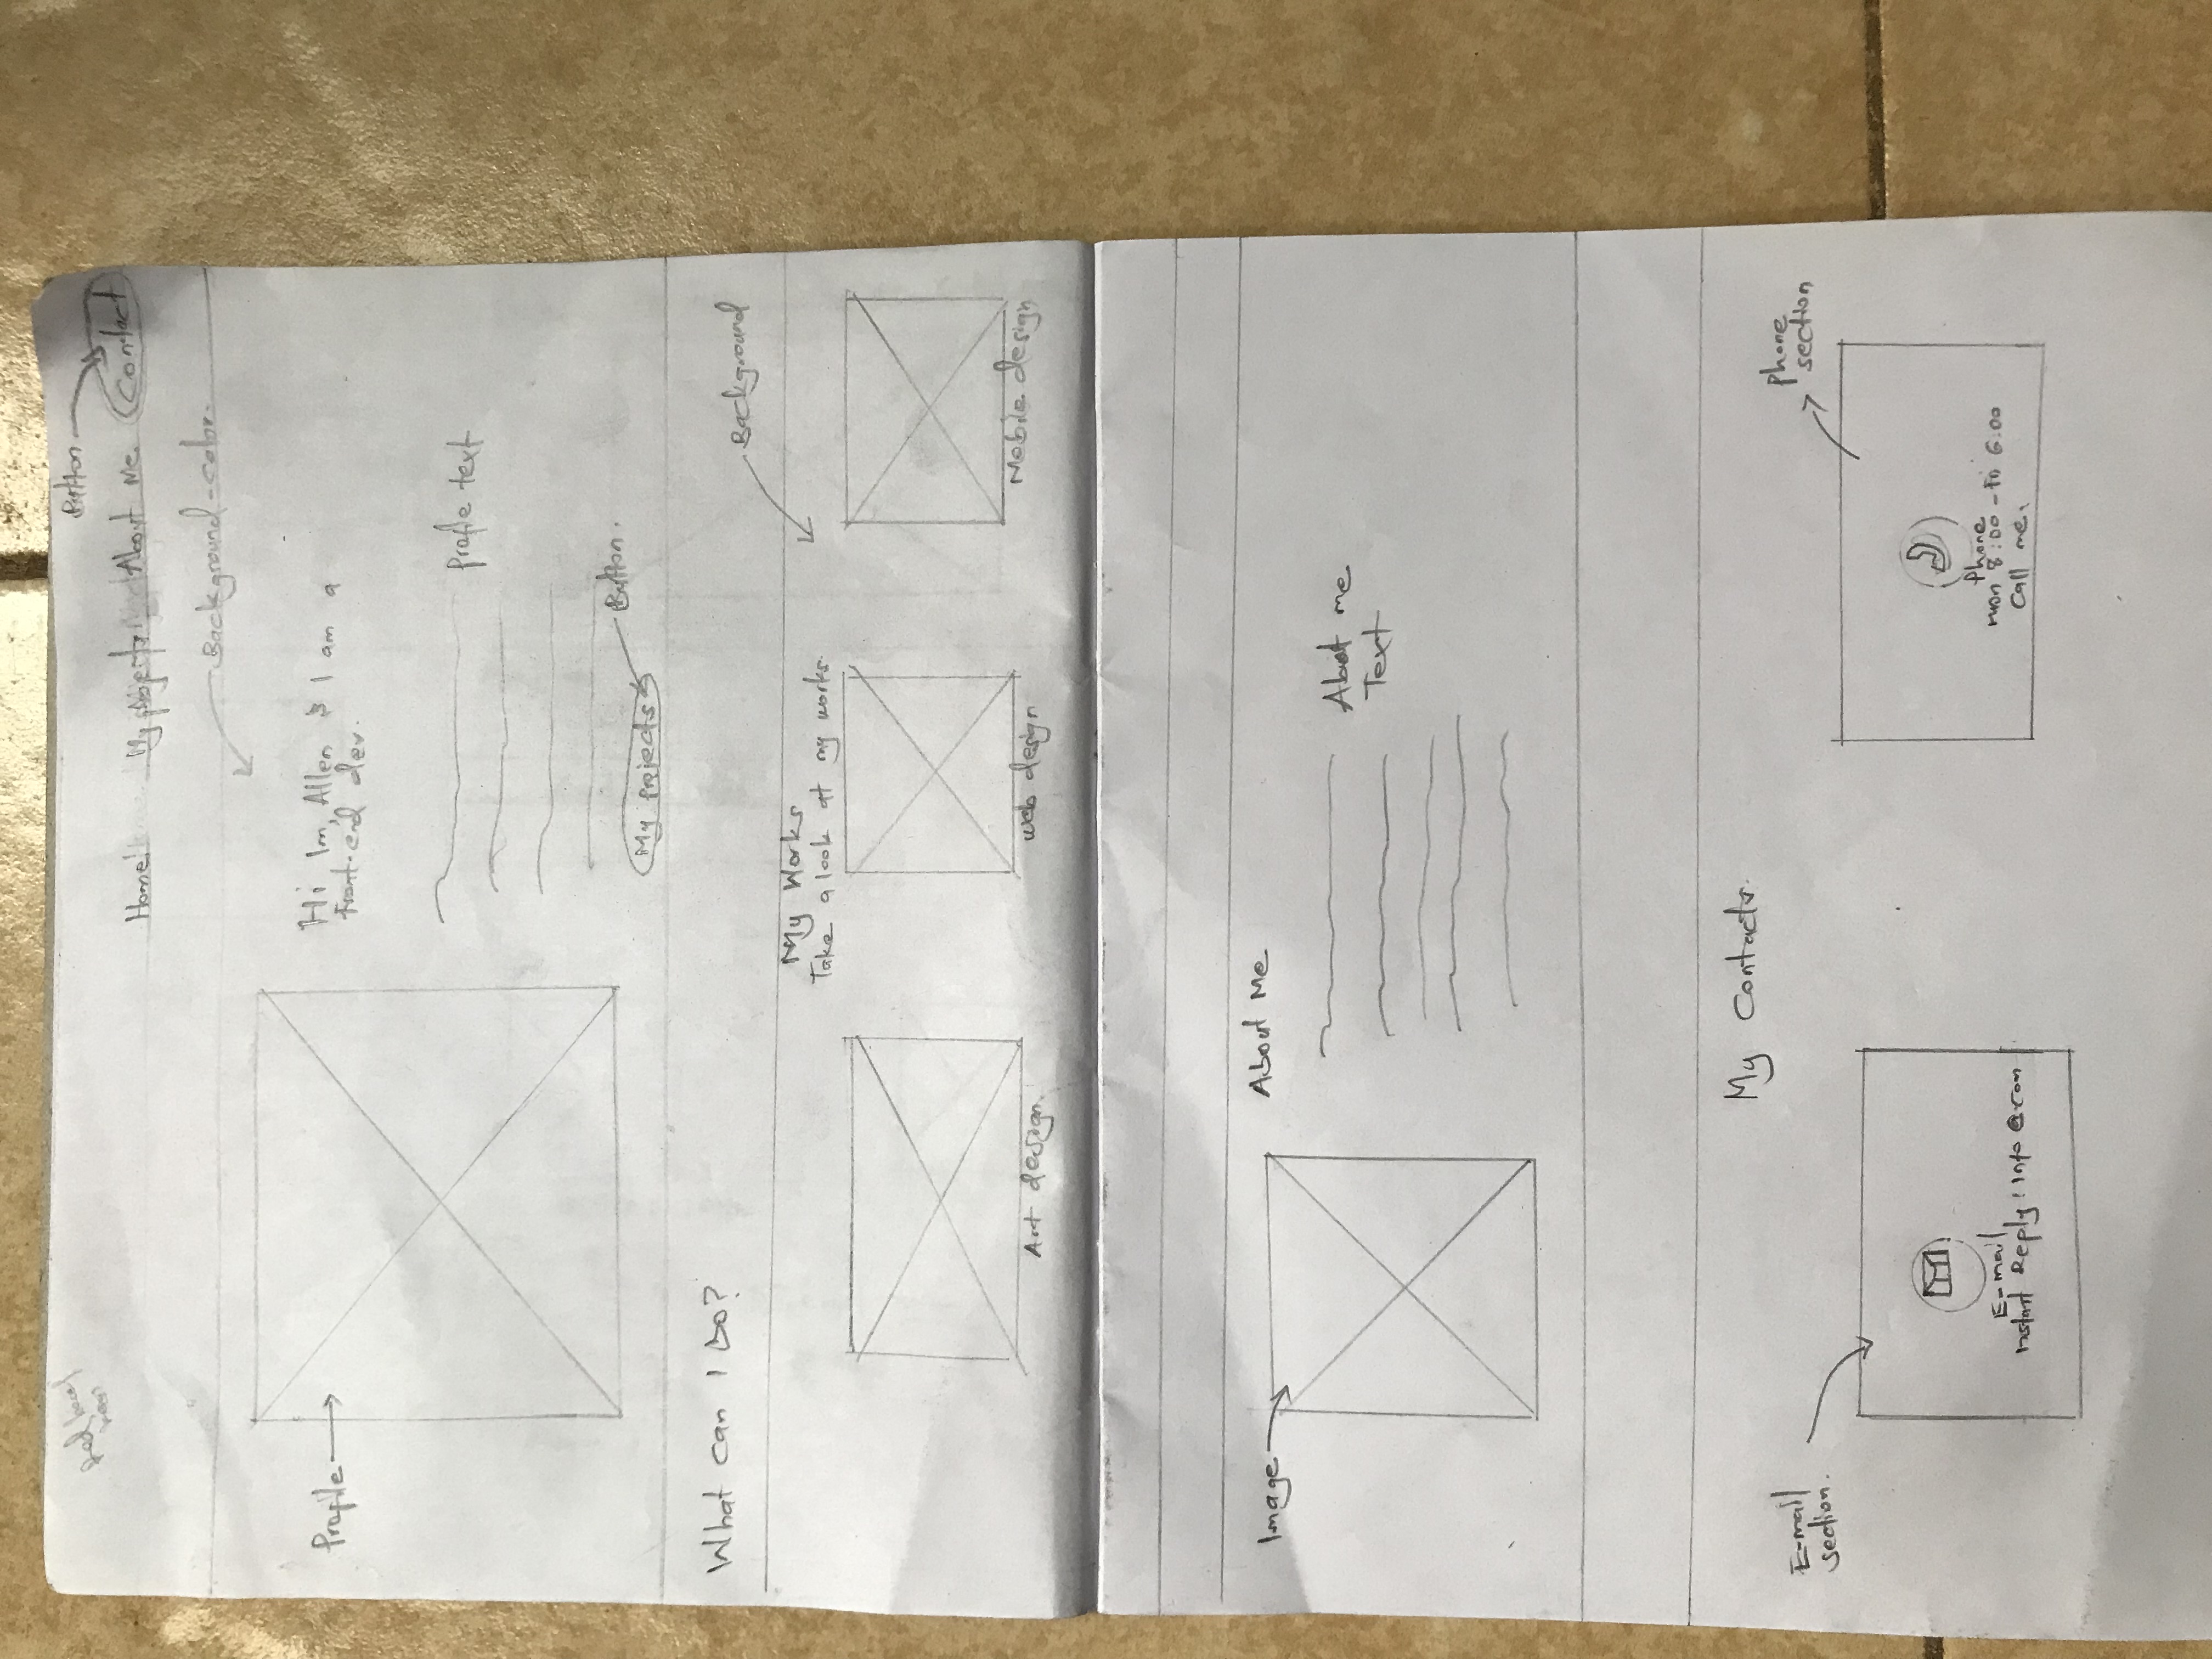 Button
Home
My projects
About Me
Contact
Background-color.
Profile
Hi Im, Allen & I am a
Front-end dev.
Profile text
Button.
My projects
What can I Do?
Background
My Works
Take a look at my works.
Art design.
web design
Mobile design
Image
About Me
About me
Text
My Contacts.
E-mail
section.
phone
section
E-mail
instant Reply: info@com
Phone
mon 8:00 - Fri 6:00
Call me.